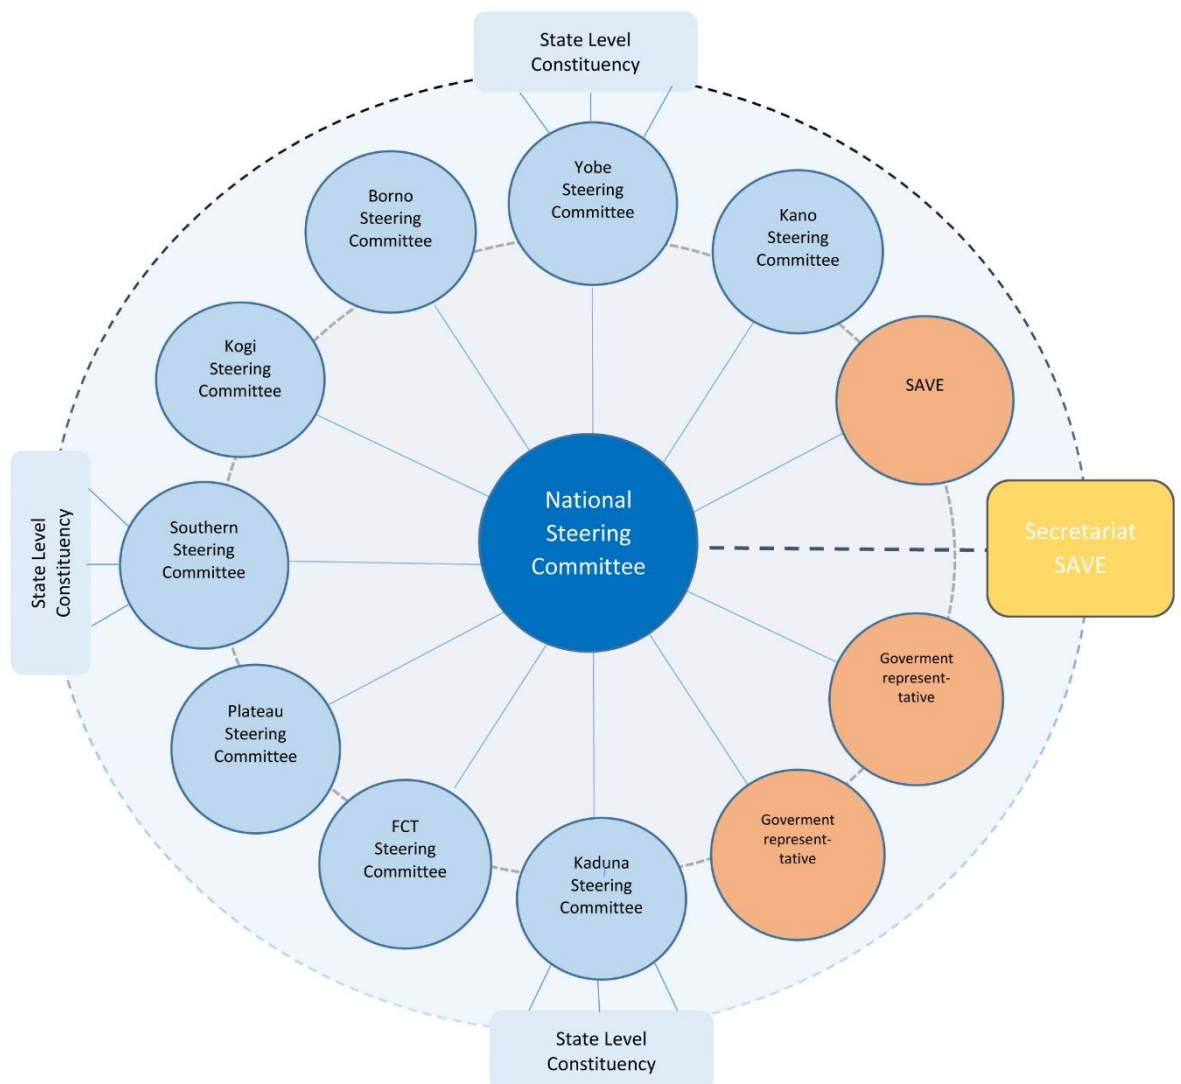 State Level
Constituency
Yobe
Steering
Committee
Borno
Steering
Committee
Kano
Steering
Committee
Kogi
Steering
Committee
SAVE
National
Steering
Committee
Secretariat
SAVE
State Level
Constituency
Southern
Steering
Committee
Goverment
represent-
tative
Plateau
Steering
Committee
Goverment
represent-
tative
FCT
Steering
Committee
Kaduna
Steering
Committee
State Level
Constituency